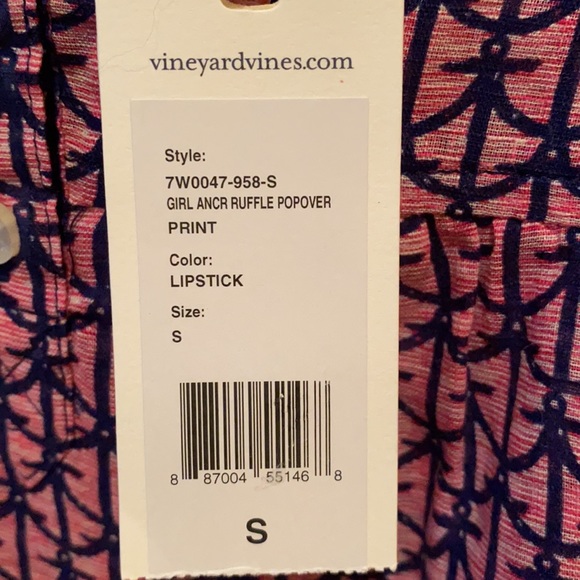 vineyardvines.com
Style:
7W0047-958-S
GIRL ANCR RUFFLE POPOVER
PRINT
Color:
LIPSTICK
Size:
S
8 87004 55146 8
S